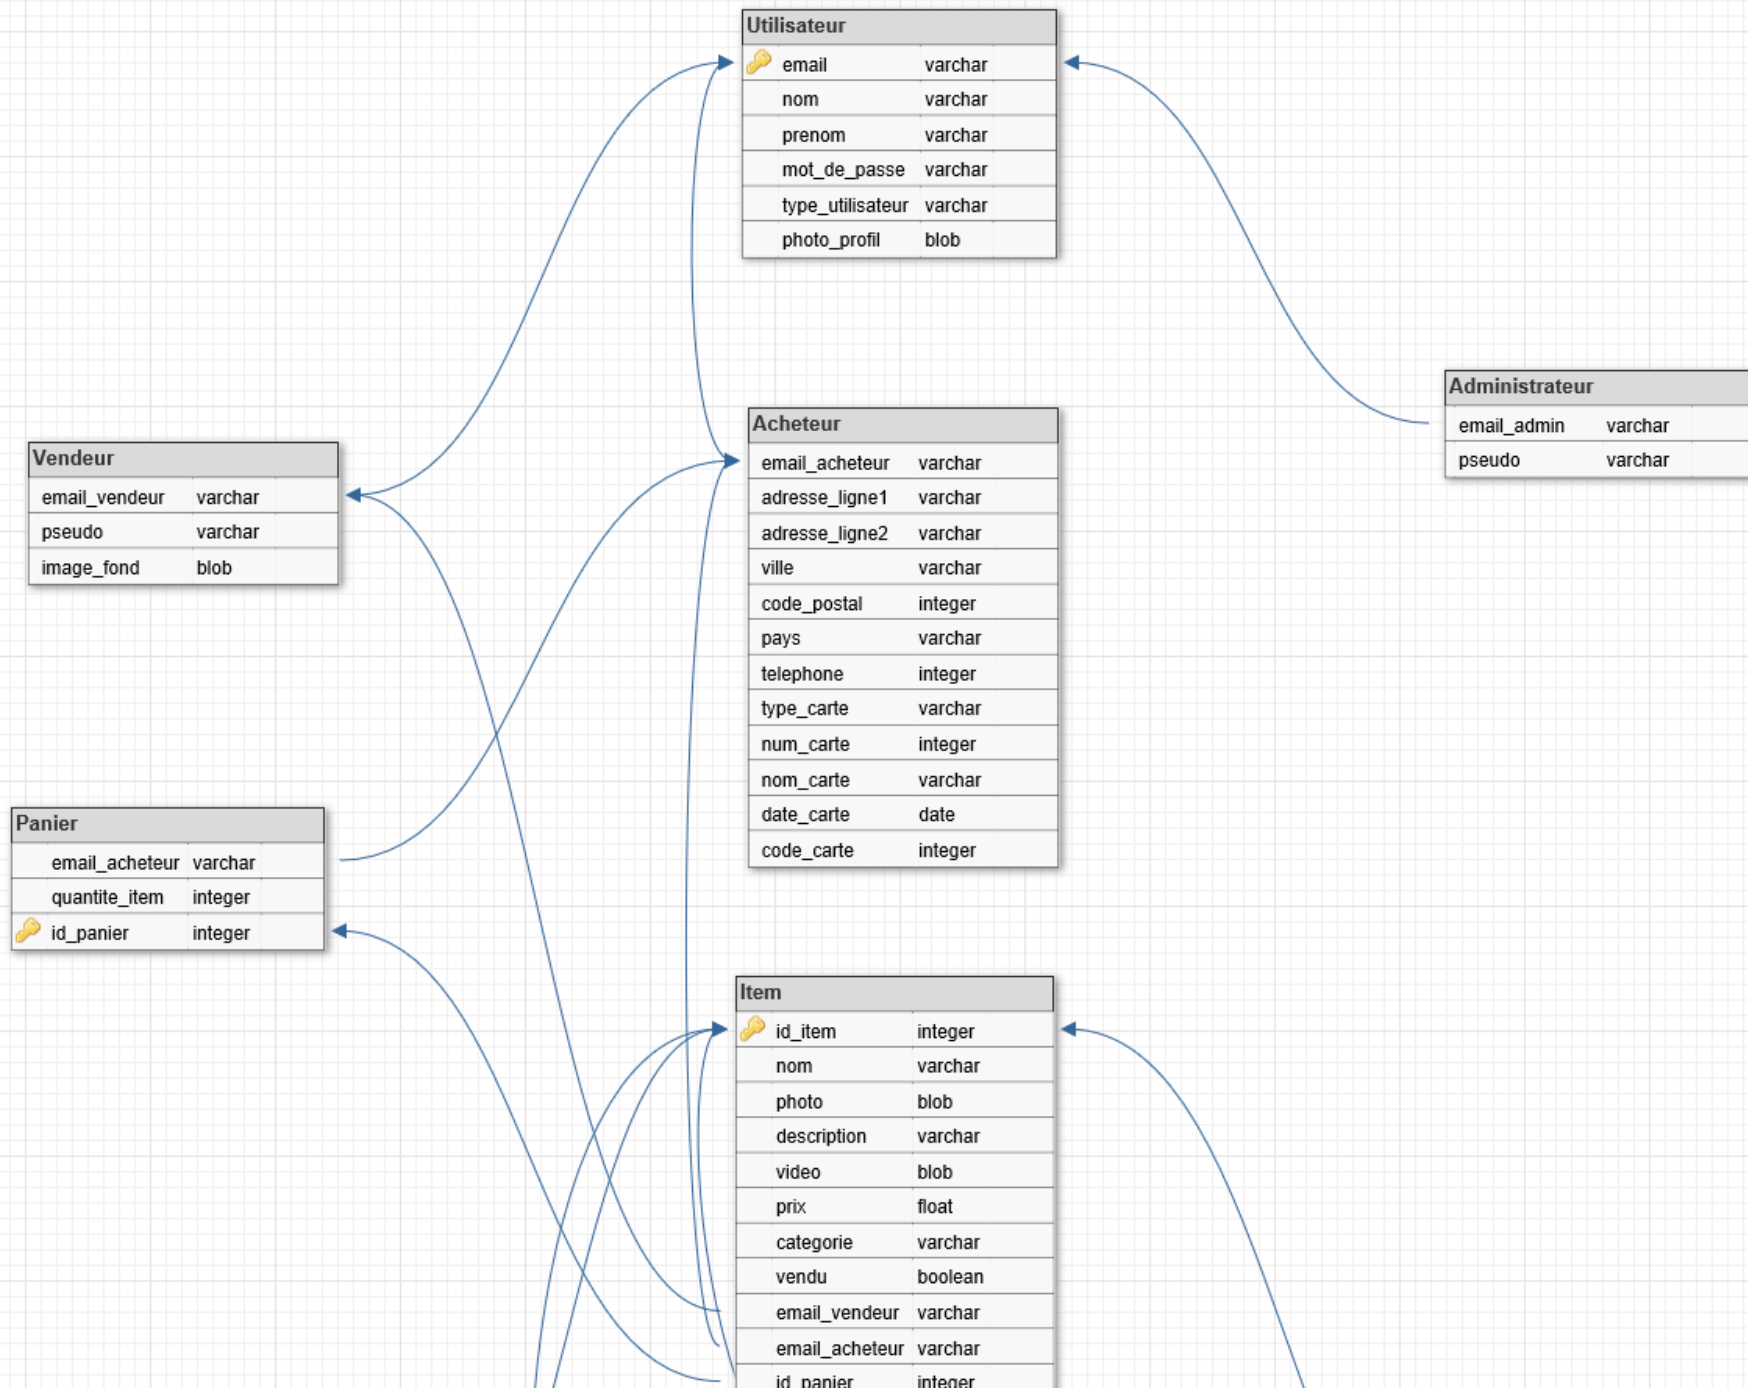 Utilisateur
email varchar
nom varchar
prenom varchar
mot_de_passe varchar
type_utilisateur varchar
photo_profil blob
Administrateur
email_admin varchar
pseudo varchar
Acheteur
email_acheteur varchar
adresse_ligne1 varchar
adresse_ligne2 varchar
ville varchar
code_postal integer
pays varchar
telephone integer
type_carte varchar
num_carte integer
nom_carte varchar
date_carte date
code_carte integer
Vendeur
email_vendeur varchar
pseudo varchar
image_fond blob
Panier
email_acheteur varchar
quantite_item integer
id_panier integer
Item
id_item integer
nom varchar
photo blob
description varchar
video blob
prix float
categorie varchar
vendu boolean
email_vendeur varchar
email_acheteur varchar
id_panier integer